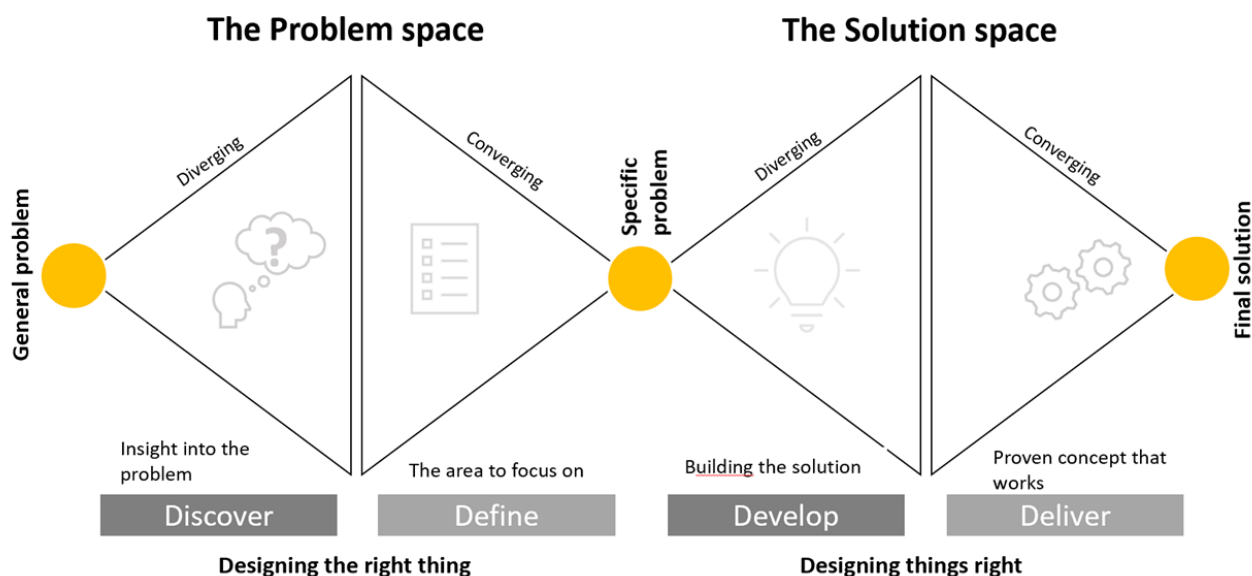 The Problem space
The Solution space
Diverging
Converging
Diverging
Converging
General problem
?
Specific
problem
Final solution
Insight into the
problem
The area to focus on
Building the solution
Proven concept that
works
Discover
Define
Develop
Deliver
Designing the right thing
Designing things right